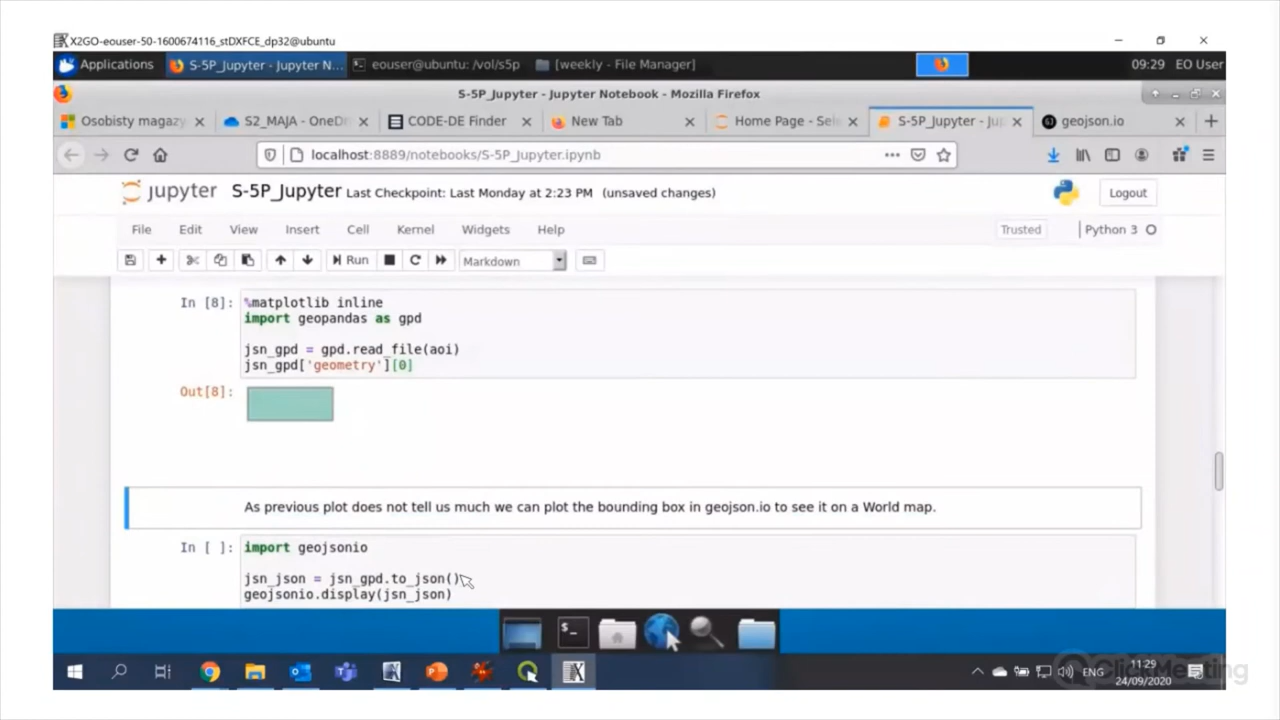 X2GO-eouser-50-1600674116_stDXFCE_dp32@ubuntu
Applications S-5P_Jupyter - Jupyter N... eouser@ubuntu: /vol/s5p [weekly - File Manager] 09:29 EO User
S-5P_Jupyter - Jupyter Notebook - Mozilla Firefox
Osobisty magazy S2_MAJA - OneDr CODE-DE Finder New Tab Home Page - Sele S-5P_Jupyter - Jup geojson.io
localhost:8889/notebooks/S-5P_Jupyter.ipynb
jupyter S-5P_Jupyter Last Checkpoint: Last Monday at 2:23 PM (unsaved changes) Logout
File Edit View Insert Cell Kernel Widgets Help Trusted Python 3
Run Markdown
In [8]: %matplotlib inline
import geopandas as gpd
jsn_gpd = gpd.read_file(aoi)
jsn_gpd['geometry'][0]
Out[8]:
As previous plot does not tell us much we can plot the bounding box in geojson.io to see it on a World map.
In [ ]: import geojsonio
jsn_json = jsn_gpd.to_json()
geojsonio.display(jsn_json)
ENG 11:29
24/09/2020
ClickMeeting